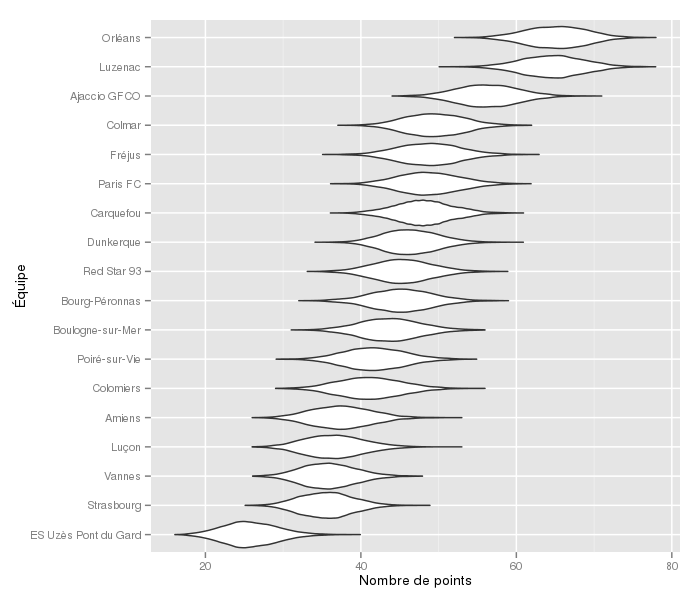 Orléans
Luzenac
Ajaccio GFCO
Colmar
Fréjus
Paris FC
Carquefou
Dunkerque
Red Star 93
Bourg-Péronnas
Boulogne-sur-Mer
Poiré-sur-Vie
Colomiers
Amiens
Luçon
Vannes
Strasbourg
ES Uzès Pont du Gard
Équipe
20 40 60 80
Nombre de points